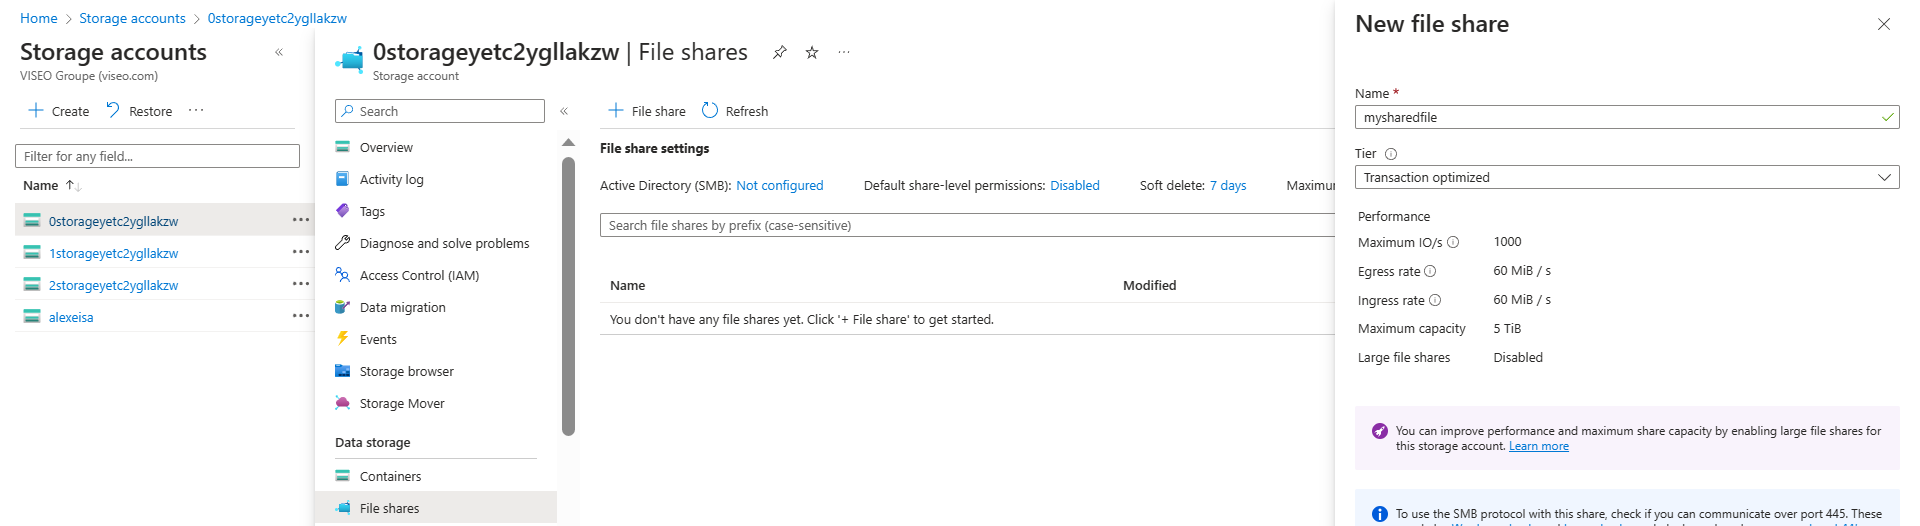 Home > Storage accounts > 0storageyetc2ygllakzw
Storage accounts «
VISEO Groupe (viseo.com)
+ Create Restore ···
Filter for any field...
Name ↑↓
0storageyetc2ygllakzw ···
1storageyetc2ygllakzw ···
2storageyetc2ygllakzw ···
alexeisa ···
0storageyetc2ygllakzw | File shares ···
Storage account
Search «
Overview
Activity log
Tags
Diagnose and solve problems
Access Control (IAM)
Data migration
Events
Storage browser
Storage Mover
Data storage
Containers
File shares
+ File share Refresh
File share settings
Active Directory (SMB): Not configured Default share-level permissions: Disabled Soft delete: 7 days Maximum
Search file shares by prefix (case-sensitive)
Name Modified
You don't have any file shares yet. Click '+ File share' to get started.
New file share
Name *
mysharedfile
Tier
Transaction optimized
Performance
Maximum IO/s 1000
Egress rate 60 MiB / s
Ingress rate 60 MiB / s
Maximum capacity 5 TiB
Large file shares Disabled
You can improve performance and maximum share capacity by enabling large file shares for
this storage account. Learn more
To use the SMB protocol with this share, check if you can communicate over port 445. These